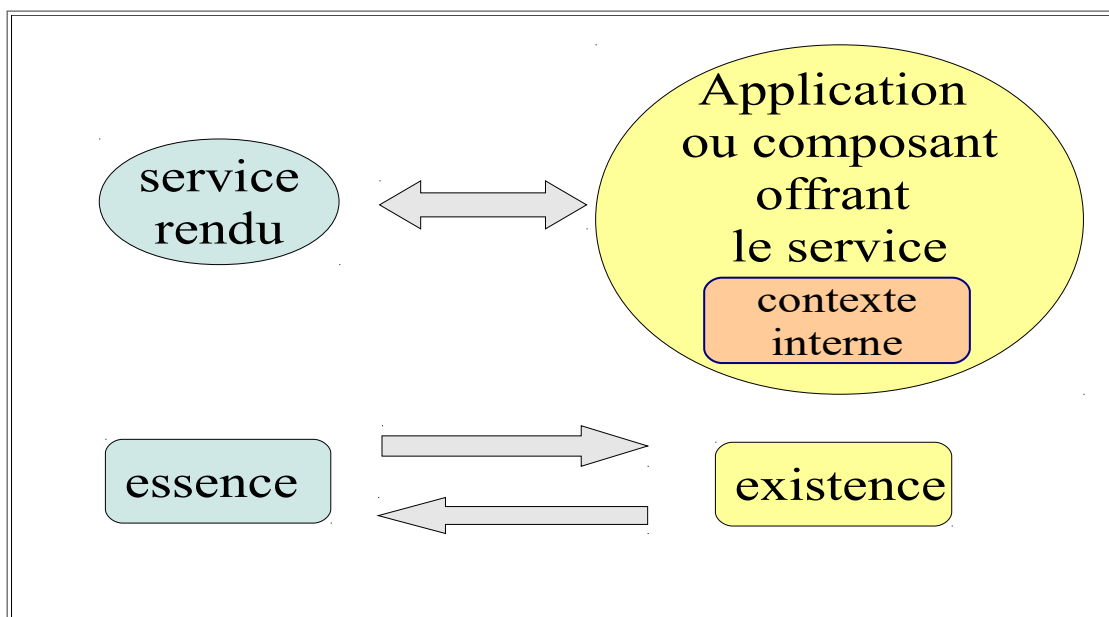 service
rendu
Application
ou composant
offrant
le service
contexte
interne
essence
existence